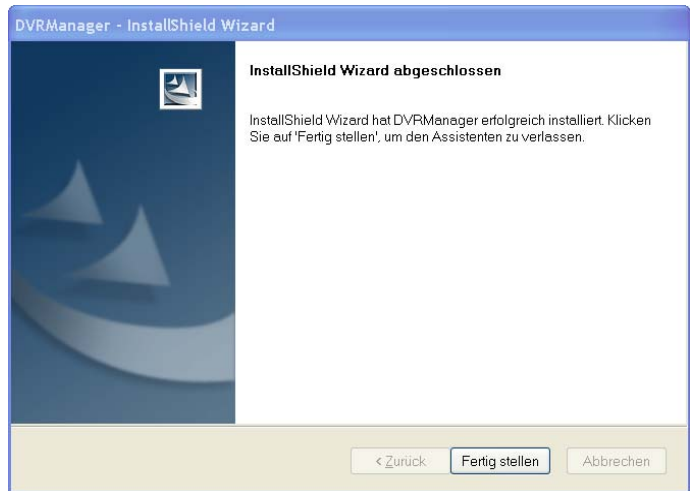 DVRManager - InstallShield Wizard
InstallShield Wizard abgeschlossen
InstallShield Wizard hat DVRManager erfolgreich installiert. Klicken
Sie auf 'Fertig stellen', um den Assistenten zu verlassen.
< Zurück
Fertig stellen
Abbrechen